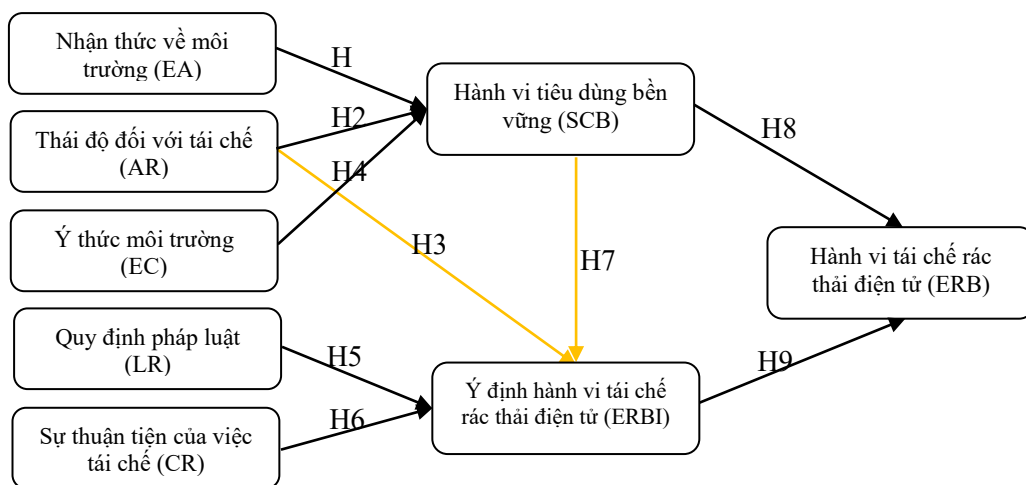 Nhận thức về môi
trường (EA)
H
Hành vi tiêu dùng bền
vững (SCB)
Thái độ đối với tái chế
(AR)
H2
H8
H4
Ý thức môi trường
(EC)
H3
H7
Hành vi tái chế rác
thải điện tử (ERB)
Quy định pháp luật
(LR)
H5
H9
Ý định hành vi tái chế
rác thải điện tử (ERBI)
H6
Sự thuận tiện của việc
tái chế (CR)